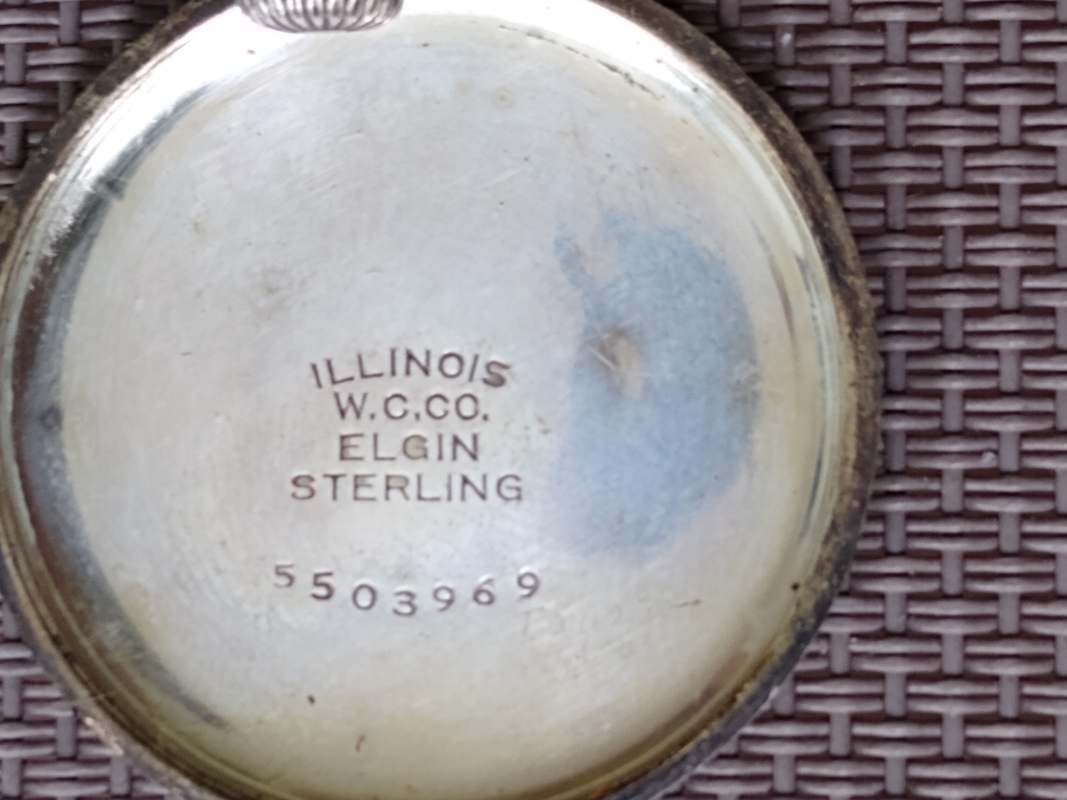 ILLINOIS
W.C.CO.
ELGIN
STERLING
5503969